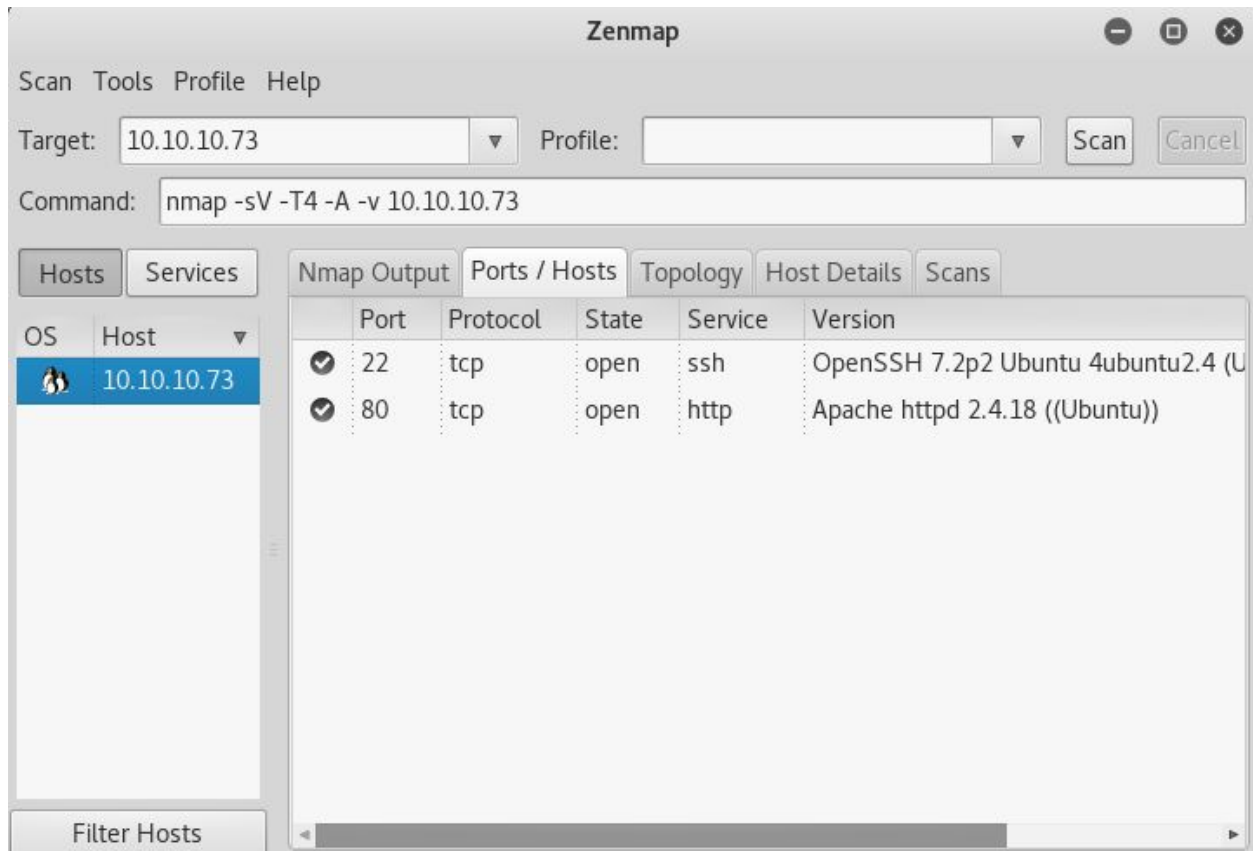 Zenmap
Scan Tools Profile Help
Target: 10.10.10.73 Profile: Scan Cancel
Command: nmap -sV -T4 -A -v 10.10.10.73
Hosts Services Nmap Output Ports / Hosts Topology Host Details Scans
OS Host Port Protocol State Service Version
10.10.10.73 22 tcp open ssh OpenSSH 7.2p2 Ubuntu 4ubuntu2.4 (U
80 tcp open http Apache httpd 2.4.18 ((Ubuntu))
Filter Hosts